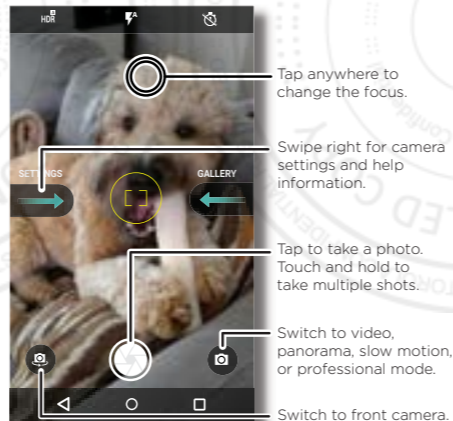 HDR
A
Tap anywhere to
change the focus.
Swipe right for camera
settings and help
information.
SETTINGS
GALLERY
Tap to take a photo.
Touch and hold to
take multiple shots.
Switch to video,
panorama, slow motion,
or professional mode.
Switch to front camera.